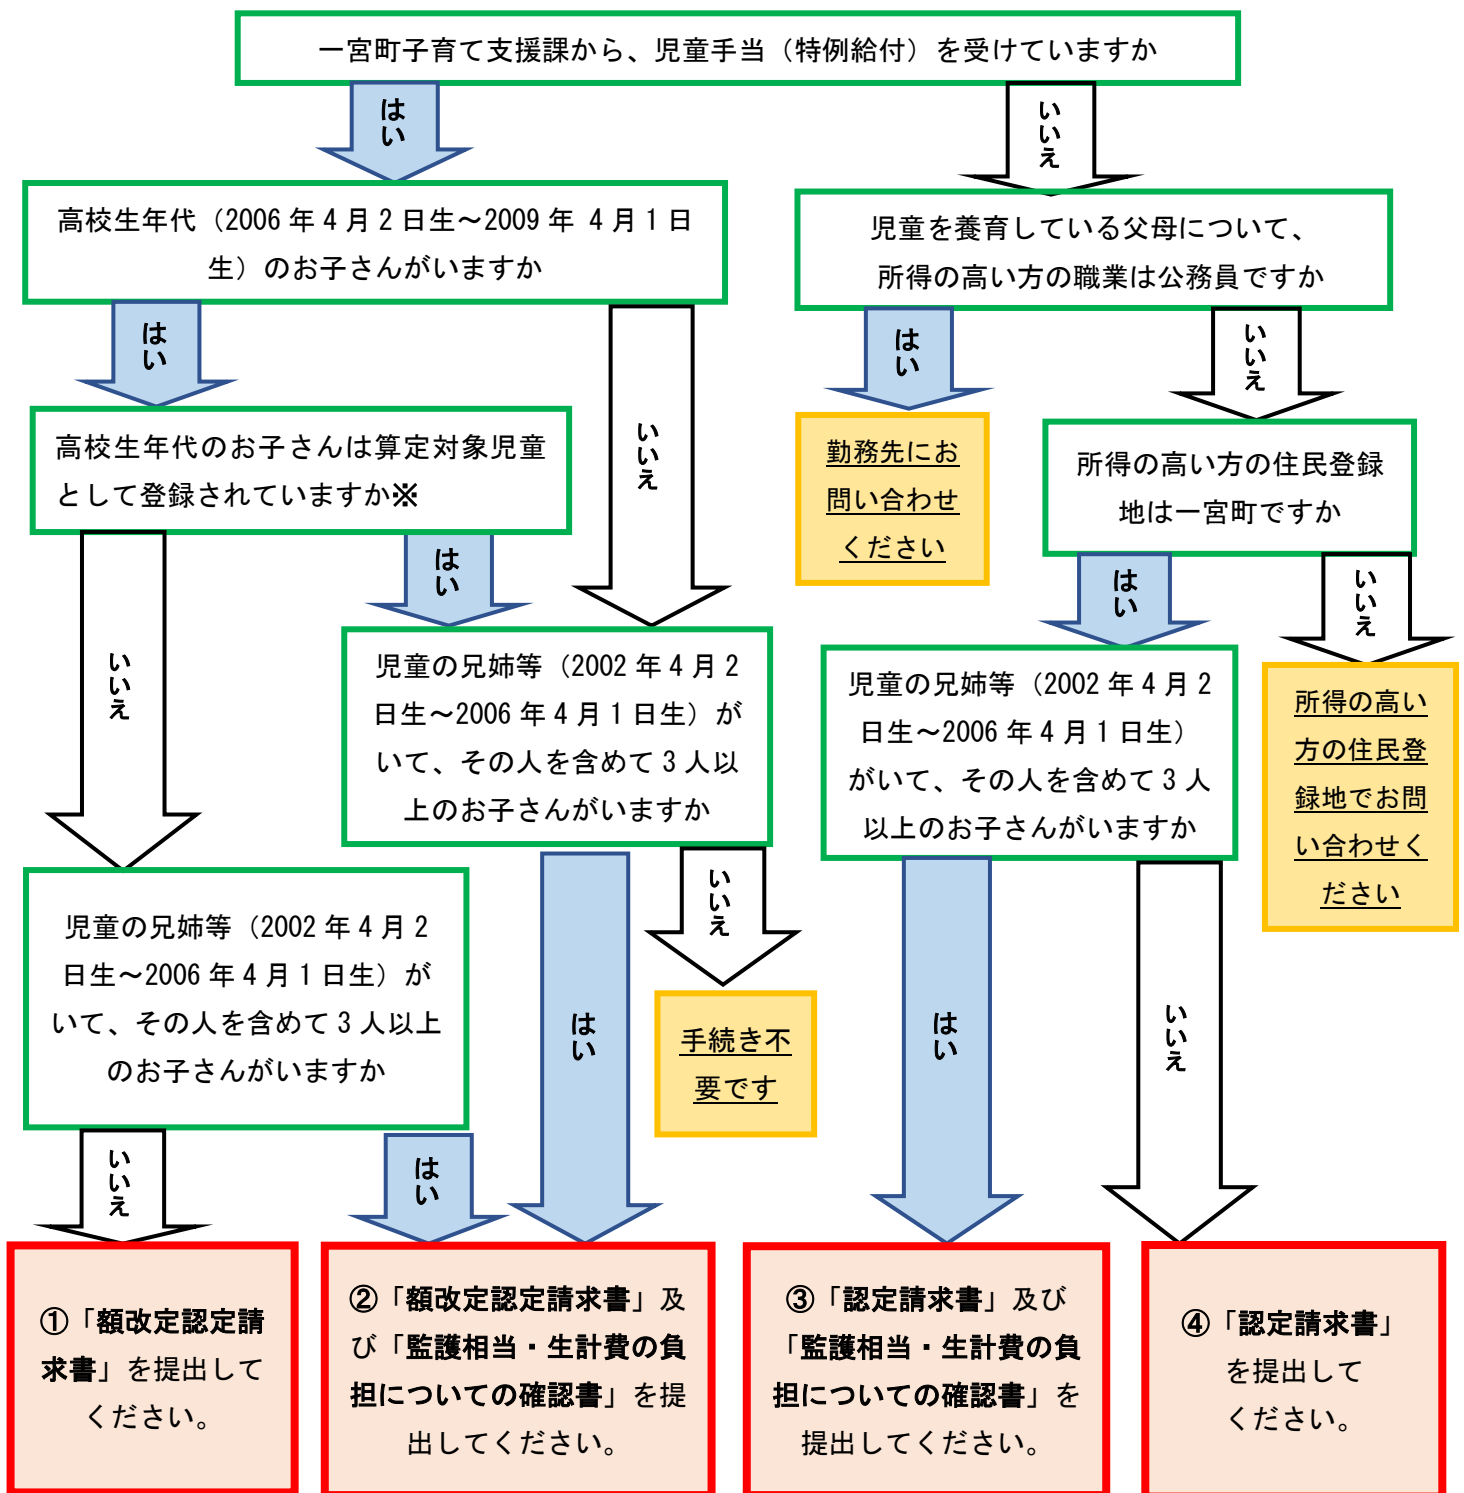 一宮町子育て支援課から、児童手当（特例給付）を受けていますか
はい
いいえ
高校生年代（2006年4月2日生～2009年 4月1日
生）のお子さんがいますか
児童を養育している父母について、
所得の高い方の職業は公務員ですか
はい
いいえ
はい
いいえ
高校生年代のお子さんは算定対象児童
として登録されていますか※
勤務先にお
問い合わせ
ください
所得の高い方の住民登録
地は一宮町ですか
いいえ
はい
はい
いいえ
児童の兄姉等（2002年4月2
日生～2006年4月1日生）が
いて、その人を含めて3人以
上のお子さんがいますか
児童の兄姉等（2002年4月2
日生～2006年4月1日生）
がいて、その人を含めて3人
以上のお子さんがいますか
所得の高い
方の住民登
録地でお問
い合わせく
ださい
児童の兄姉等（2002年4月2
日生～2006年4月1日生）が
いて、その人を含めて3人以上
のお子さんがいますか
はい
いいえ
手続き不
要です
はい
いいえ
いいえ
はい
①「額改定認定請
求書」を提出して
ください。
②「額改定認定請求書」及
び「監護相当・生計費の負
担についての確認書」を提
出してください。
③「認定請求書」及び
「監護相当・生計費の負
担についての確認書」を
提出してください。
④「認定請求書」
を提出して
ください。